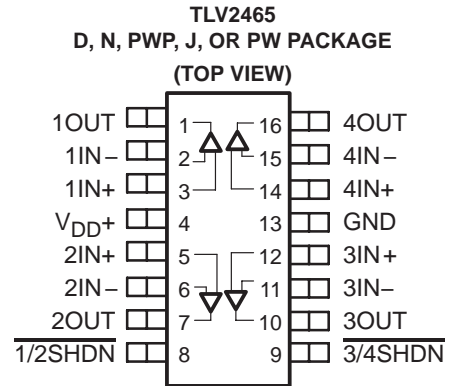 TLV2465
D, N, PWP, J, OR PW PACKAGE
(TOP VIEW)
1OUT 1 16 4OUT
1IN– 2 15 4IN–
1IN+ 3 14 4IN+
VDD+ 4 13 GND
2IN+ 5 12 3IN+
2IN– 6 11 3IN–
2OUT 7 10 3OUT
1/2SHDN 8 9 3/4SHDN